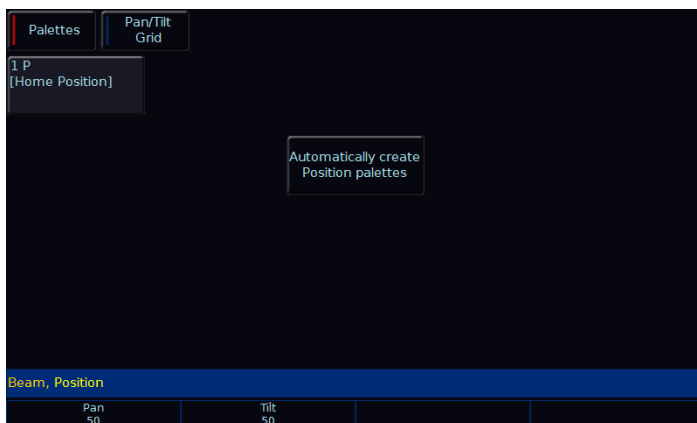 Palettes
Pan/Tilt
Grid
1 P
[Home Position]
Automatically create
Position palettes
Beam, Position
Pan
50
Tilt
50